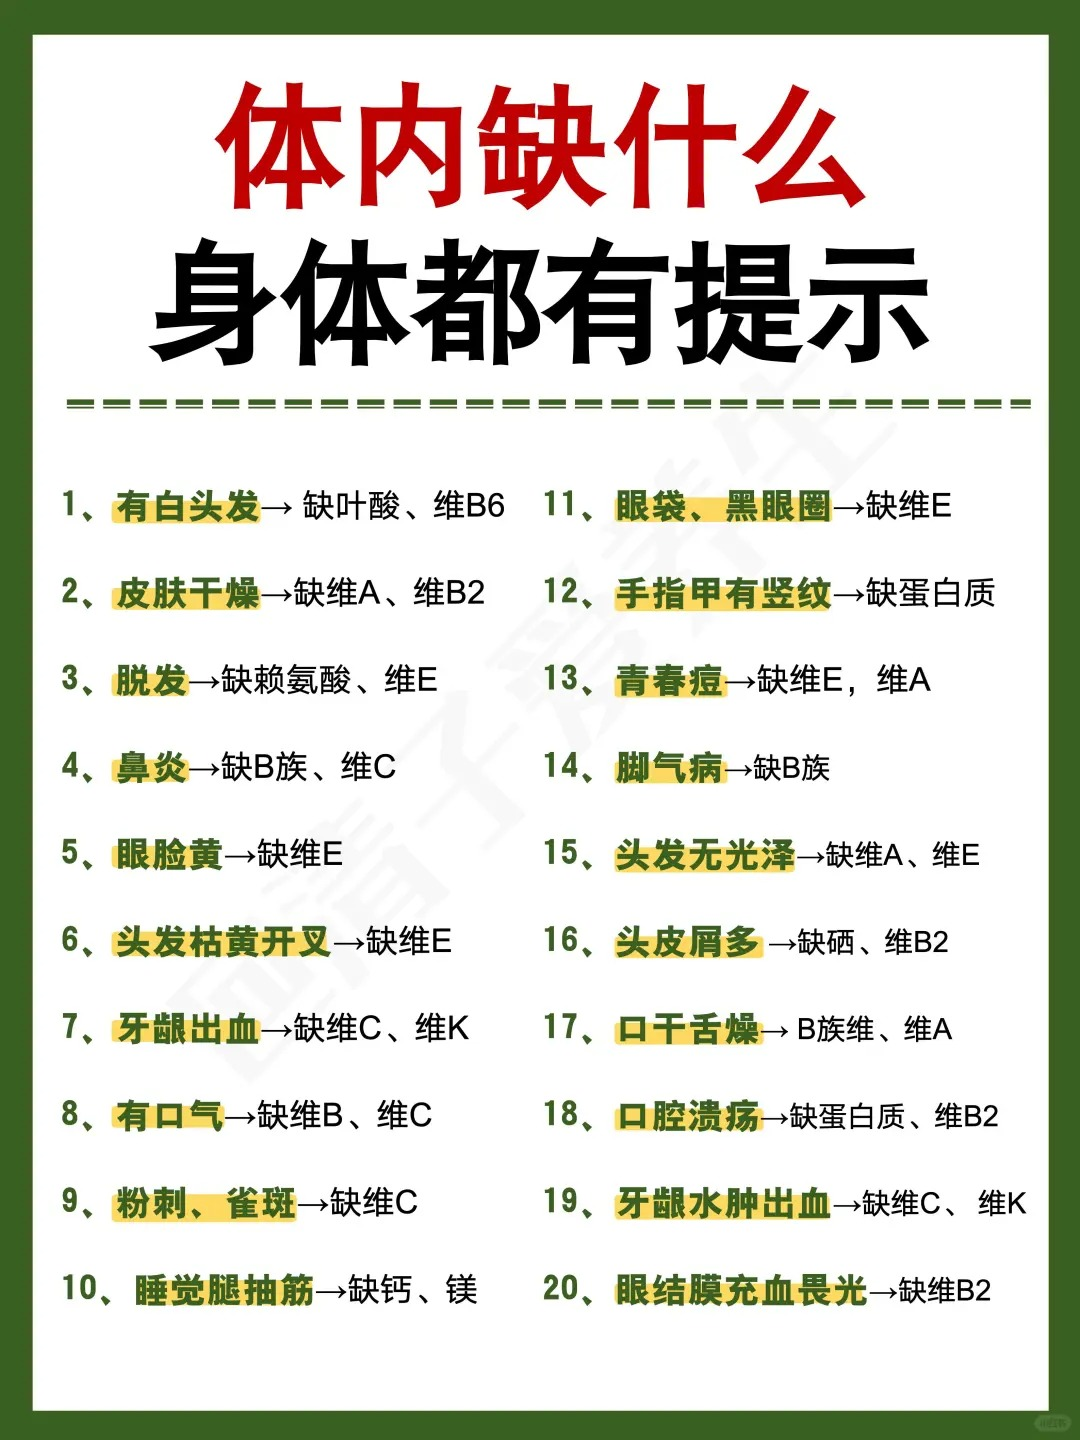 体内缺什么
身体都有提示
1、有白头发→ 缺叶酸、维B6
2、皮肤干燥→缺维A、维B2
3、脱发→缺赖氨酸、维E
4、鼻炎→缺B族、维C
5、眼脸黄→缺维E
6、头发枯黄开叉→缺维E
7、牙龈出血→缺维C、维K
8、有口气→缺维B、维C
9、粉刺、雀斑→缺维C
10、睡觉腿抽筋→缺钙、镁
11、眼袋、黑眼圈→缺维E
12、手指甲有竖纹→缺蛋白质
13、青春痘→缺维E，维A
14、脚气病→缺B族
15、头发无光泽→缺维A、维E
16、头皮屑多→缺硒、维B2
17、口干舌燥→ B族维、维A
18、口腔溃疡→缺蛋白质、维B2
19、牙龈水肿出血→缺维C、 维K
20、眼结膜充血畏光→缺维B2